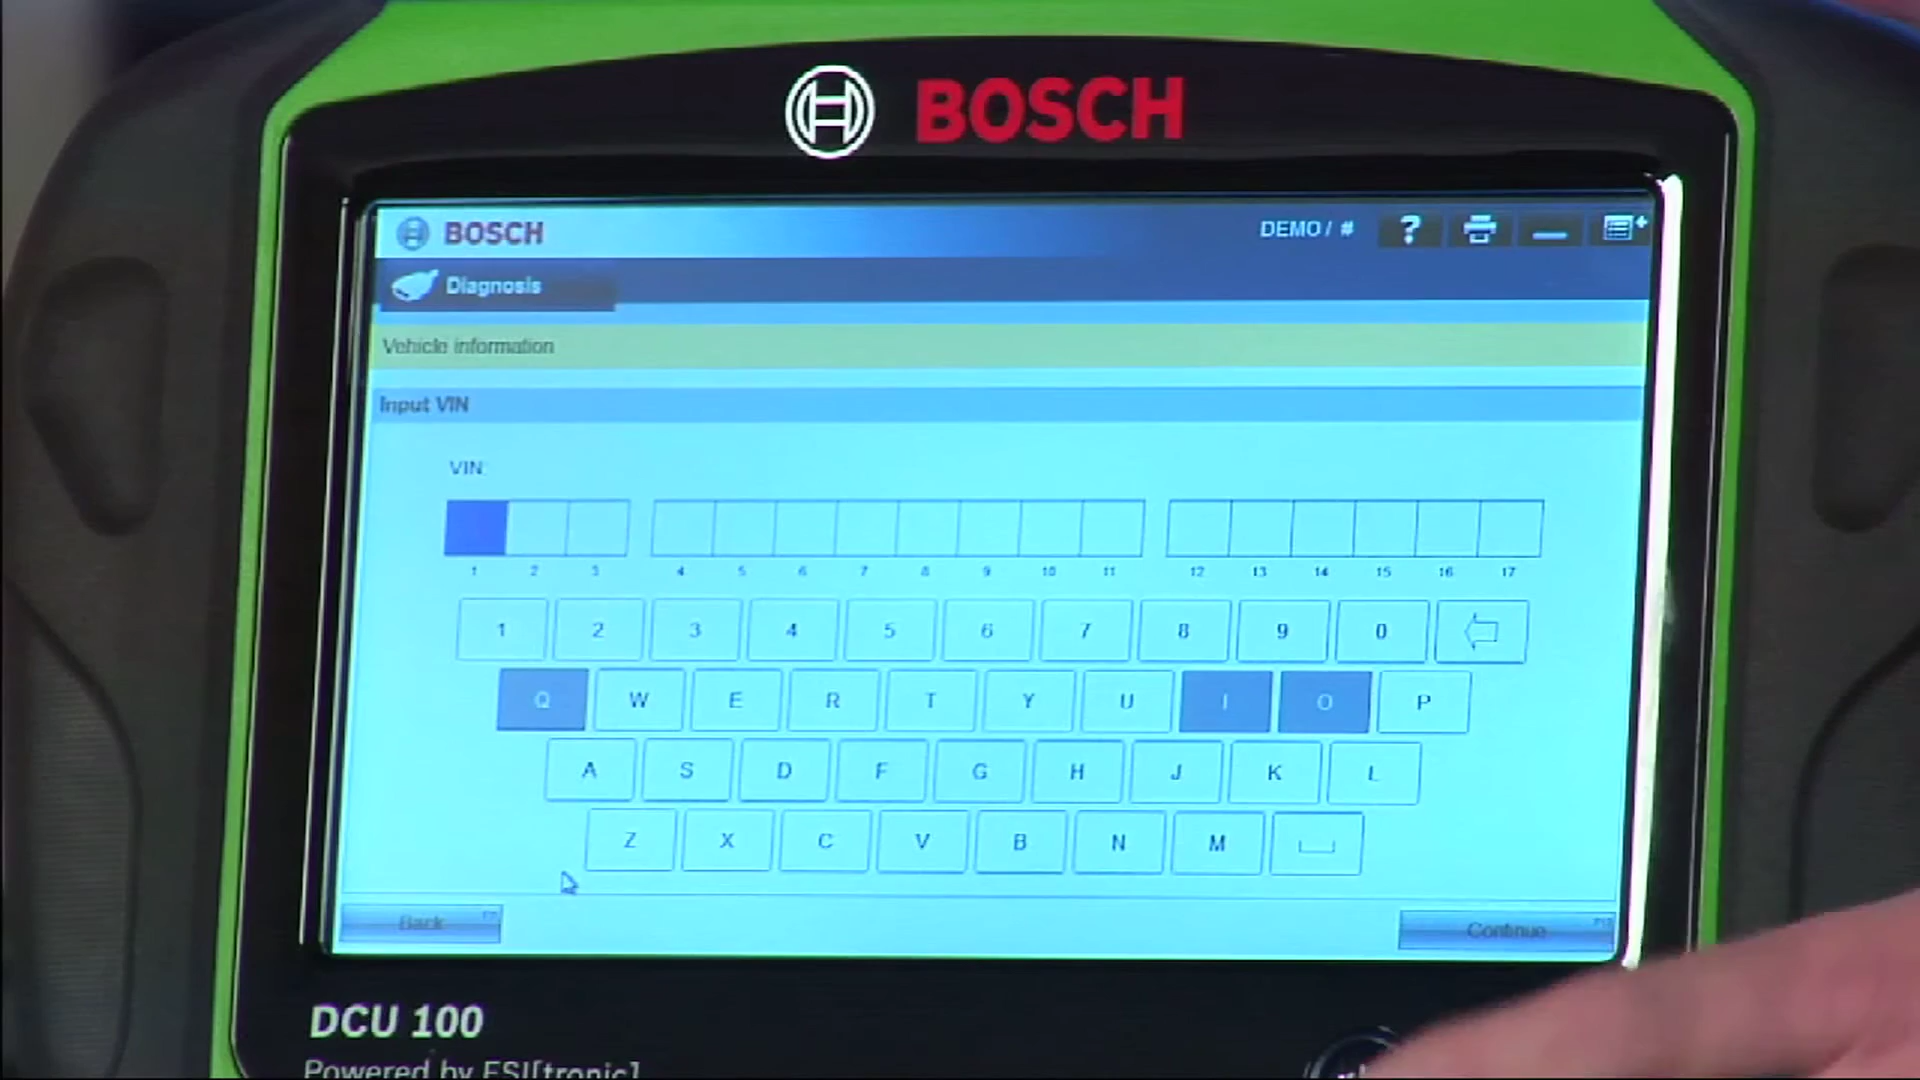 BOSCH
BOSCH DEMO / # ?
Diagnosis
Vehicle information
Input VIN
VIN
1 2 3 4 5 6 7 8 9 10 11 12 13 14 15 16 17
1 2 3 4 5 6 7 8 9 0
Q W E R T Y U I O P
A S D F G H J K L
Z X C V B N M
Back Continue
DCU 100
Powered by ESI[tronic]